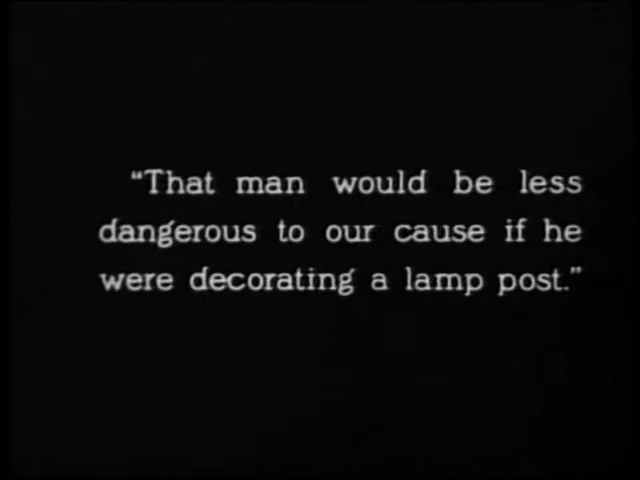 “That man would be less
dangerous to our cause if he
were decorating a lamp post.”